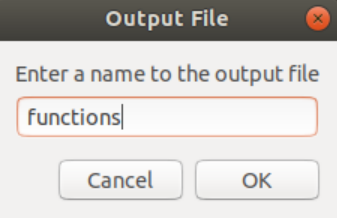 Output File
Enter a name to the output file
functions
Cancel OK